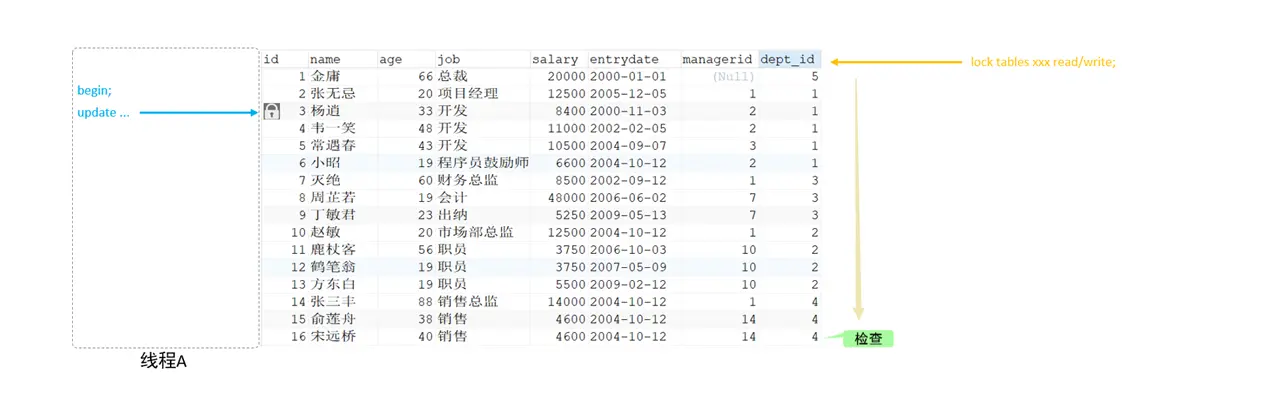 id name age job salary entrydate managerid dept_id
lock tables xxx read/write;
1 金庸 66 总裁 20000 2000-01-01 (Null) 5
begin;
2 张无忌 20 项目经理 12500 2005-12-05 1 1
update ...
3 杨逍 33 开发 8400 2000-11-03 2 1
4 韦一笑 48 开发 11000 2002-02-05 2 1
5 常遇春 43 开发 10500 2004-09-07 3 1
6 小昭 19 程序员鼓励师 6600 2004-10-12 2 1
7 灭绝 60 财务总监 8500 2002-09-12 1 3
8 周芷若 19 会计 48000 2006-06-02 7 3
9 丁敏君 23 出纳 5250 2009-05-13 7 3
10 赵敏 20 市场部总监 12500 2004-10-12 1 2
11 鹿杖客 56 职员 3750 2006-10-03 10 2
12 鹤笔翁 19 职员 3750 2007-05-09 10 2
13 方东白 19 职员 5500 2009-02-12 10 2
14 张三丰 88 销售总监 14000 2004-10-12 1 4
15 俞莲舟 38 销售 4600 2004-10-12 14 4
16 宋远桥 40 销售 4600 2004-10-12 14 4
检查
线程A